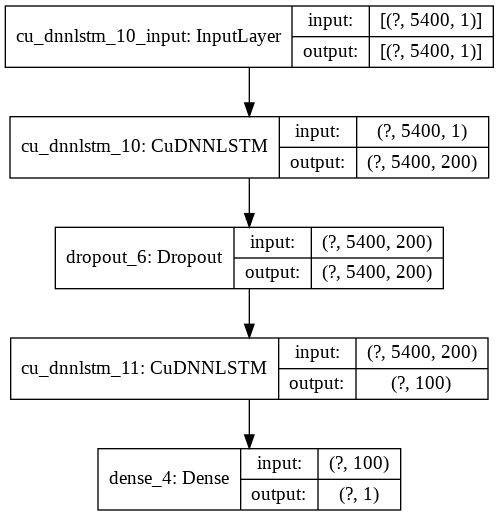 cu_dnnlstm_10_input: InputLayer
input: [(?, 5400, 1)]
output: [(?, 5400, 1)]
cu_dnnlstm_10: CuDNNLSTM
input: (?, 5400, 1)
output: (?, 5400, 200)
dropout_6: Dropout
input: (?, 5400, 200)
output: (?, 5400, 200)
cu_dnnlstm_11: CuDNNLSTM
input: (?, 5400, 200)
output: (?, 100)
dense_4: Dense
input: (?, 100)
output: (?, 1)